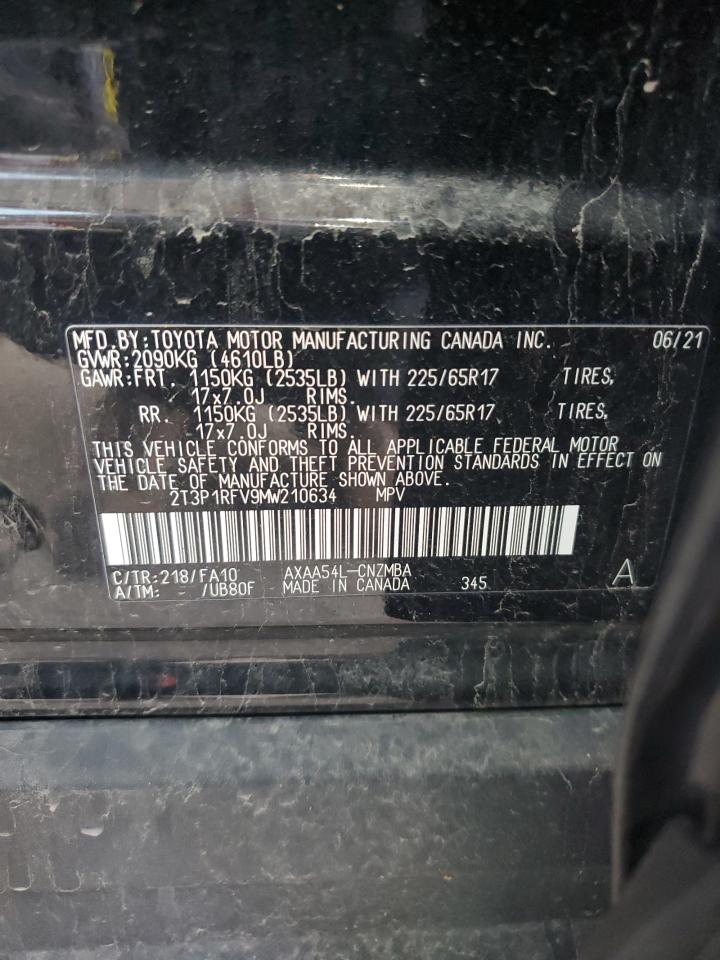 MFD.BY:TOYOTA MOTOR MANUFACTURING CANADA INC. 06/21
GVWR:2090KG (4610LB)
GAWR:FRT. 1150KG (2535LB) WITH 225/65R17 TIRES,
17x7.0J RIMS.
RR. 1150KG (2535LB) WITH 225/65R17 TIRES,
17x7.0J RIMS.
THIS VEHICLE CONFORMS TO ALL APPLICABLE FEDERAL MOTOR
VEHICLE SAFETY AND THEFT PREVENTION STANDARDS IN EFFECT ON
THE DATE OF MANUFACTURE SHOWN ABOVE.
2T3P1RFV9MW210634 MPV
C/TR:218/FA10 AXAA54L-CNZMBA
A/TM: - /UB80F MADE IN CANADA 345 A